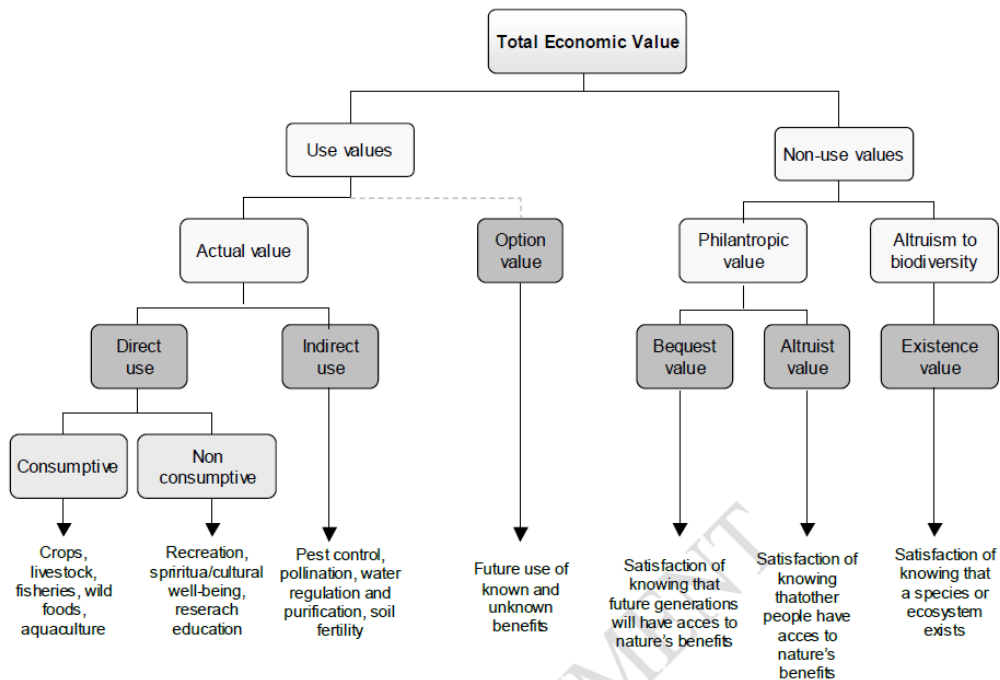 Total Economic Value
Use values
Non-use values
Actual value
Option
value
Philantropic
value
Altruism to
biodiversity
Direct
use
Indirect
use
Bequest
value
Altruist
value
Existence
value
Consumptive
Non
consumptive
Crops,
livestock,
fisheries, wild
foods,
aquaculture
Recreation,
spriritua/cultural
well-being,
reserach
education
Pest control,
pollination, water
regulation and
purification, soil
fertility
Future use of
known and
unknown
benefits
Satisfaction of
knowing that
future generations
will have acces to
nature's benefits
Satisfaction of
knowing
thatother
people have
acces to
nature's
benefits
Satisfaction of
knowing that
a species or
ecosystem
exists